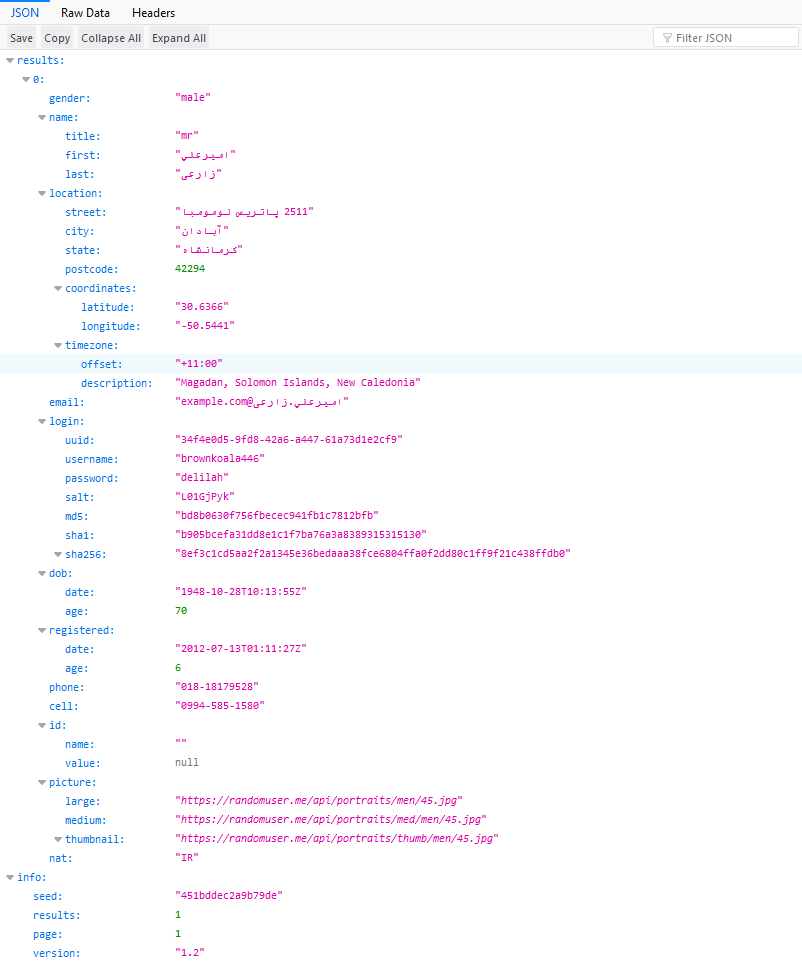 JSON Raw Data Headers
Save Copy Collapse All Expand All Filter JSON
results:
0:
gender: "male"
name:
title: "mr"
first: "امیرعلي"
last: "زارعی"
location:
street: "2511 پاتریس لومومبا"
city: "آبادان"
state: "کرمانشاه"
postcode: 42294
coordinates:
latitude: "30.6366"
longitude: "-50.5441"
timezone:
offset: "+11:00"
description: "Magadan, Solomon Islands, New Caledonia"
email: "امیرعلي.زارعی@example.com"
login:
uuid: "34f4e0d5-9fd8-42a6-a447-61a73d1e2cf9"
username: "brownkoala446"
password: "delilah"
salt: "L01GjPyk"
md5: "bd8b0630f756fbecec941fb1c7812bfb"
sha1: "b905bcefa31dd8e1c1f7ba76a3a8389315315130"
sha256: "8ef3c1cd5aa2f2a1345e36bedaaa38fce6804ffa0f2dd80c1ff9f21c438ffdb0"
dob:
date: "1948-10-28T10:13:55Z"
age: 70
registered:
date: "2012-07-13T01:11:27Z"
age: 6
phone: "018-18179528"
cell: "0994-585-1580"
id:
name: ""
value: null
picture:
large: "https://randomuser.me/api/portraits/men/45.jpg"
medium: "https://randomuser.me/api/portraits/med/men/45.jpg"
thumbnail: "https://randomuser.me/api/portraits/thumb/men/45.jpg"
nat: "IR"
info:
seed: "451bddec2a9b79de"
results: 1
page: 1
version: "1.2"